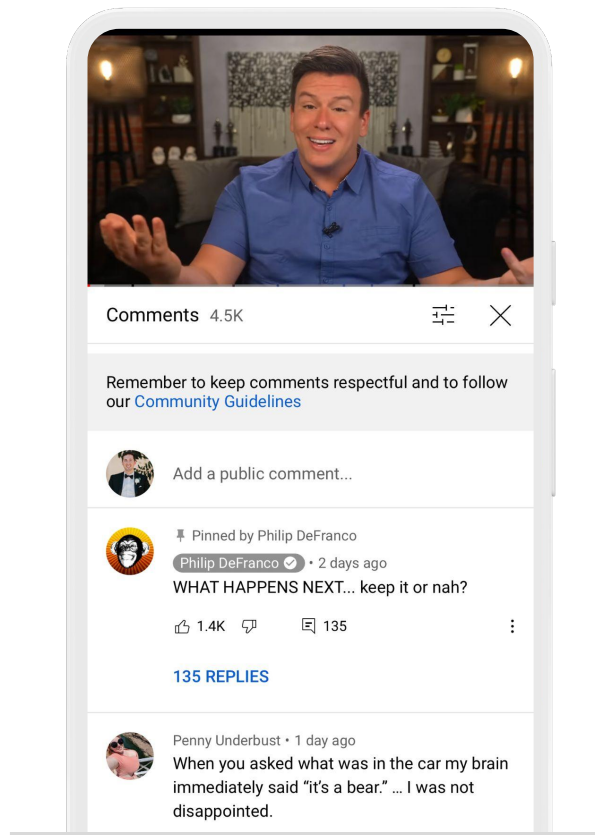 Comments 4.5K
Remember to keep comments respectful and to follow
our Community Guidelines
Add a public comment...
Pinned by Philip DeFranco
Philip DeFranco • 2 days ago
WHAT HAPPENS NEXT... keep it or nah?
1.4K 135
135 REPLIES
Penny Underbust • 1 day ago
When you asked what was in the car my brain
immediately said “it’s a bear.” ... I was not
disappointed.